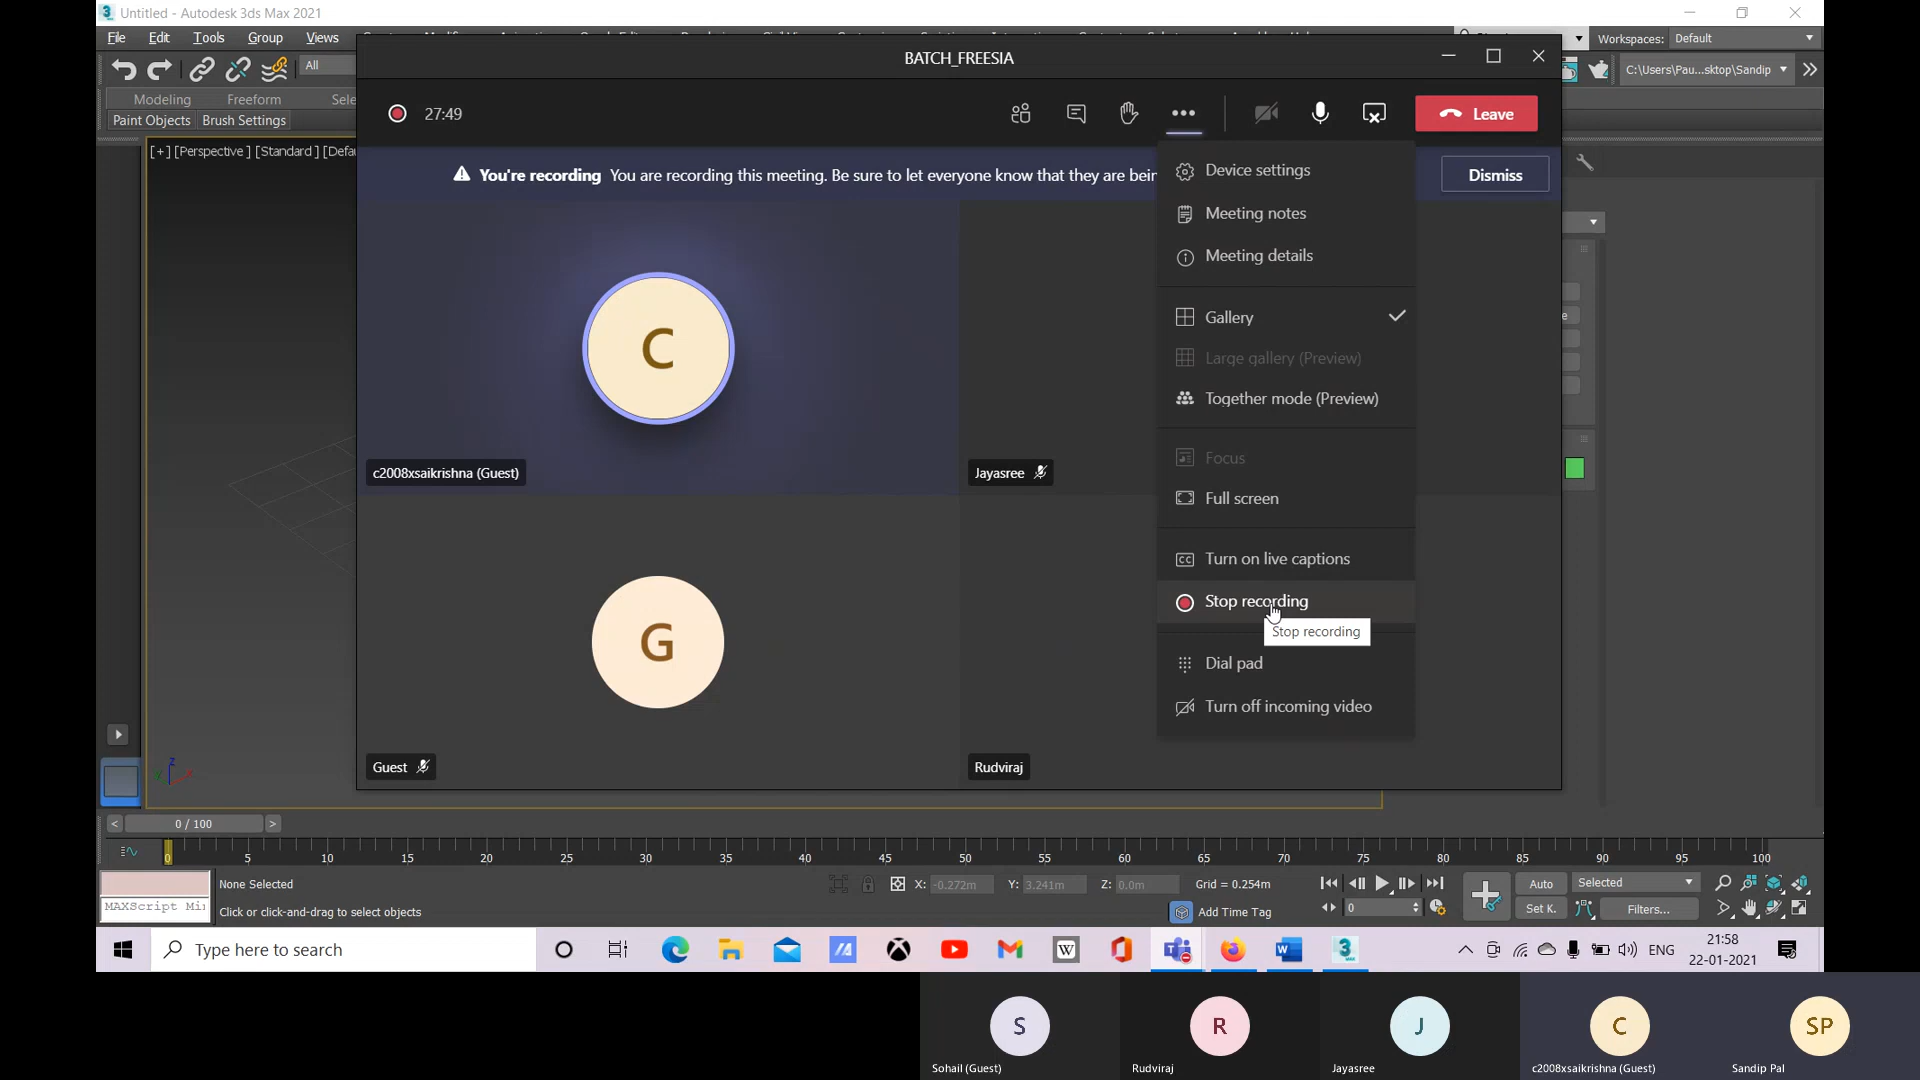 Untitled - Autodesk 3ds Max 2021
File Edit Tools Group Views
Workspaces: Default
All
C:\Users\Pau...sktop\Sandip
Modeling Freeform Sele
Paint Objects Brush Settings
[+] [Perspective] [Standard] [Defau
BATCH_FREESIA
27:49
Leave
You're recording You are recording this meeting. Be sure to let everyone know that they are bein
Dismiss
Device settings
Meeting notes
Meeting details
Gallery
Large gallery (Preview)
Together mode (Preview)
Focus
Full screen
Turn on live captions
Stop recording
Stop recording
Dial pad
Turn off incoming video
C
c2008xsaikrishna (Guest)
Jayasree
G
Guest
Rudviraj
z
x
y
0 / 100
0 5 10 15 20 25 30 35 40 45 50 55 60 65 70 75 80 85 90 95 100
None Selected
X: -0.272m Y: 3.241m Z: 0.0m Grid = 0.254m
Auto Selected
MAXScript Mi
Click or click-and-drag to select objects
Add Time Tag
0
Set K. Filters...
Type here to search
ENG
21:58
22-01-2021
S
Sohail (Guest)
R
Rudviraj
J
Jayasree
C
c2008xsaikrishna (Guest)
SP
Sandip Pal